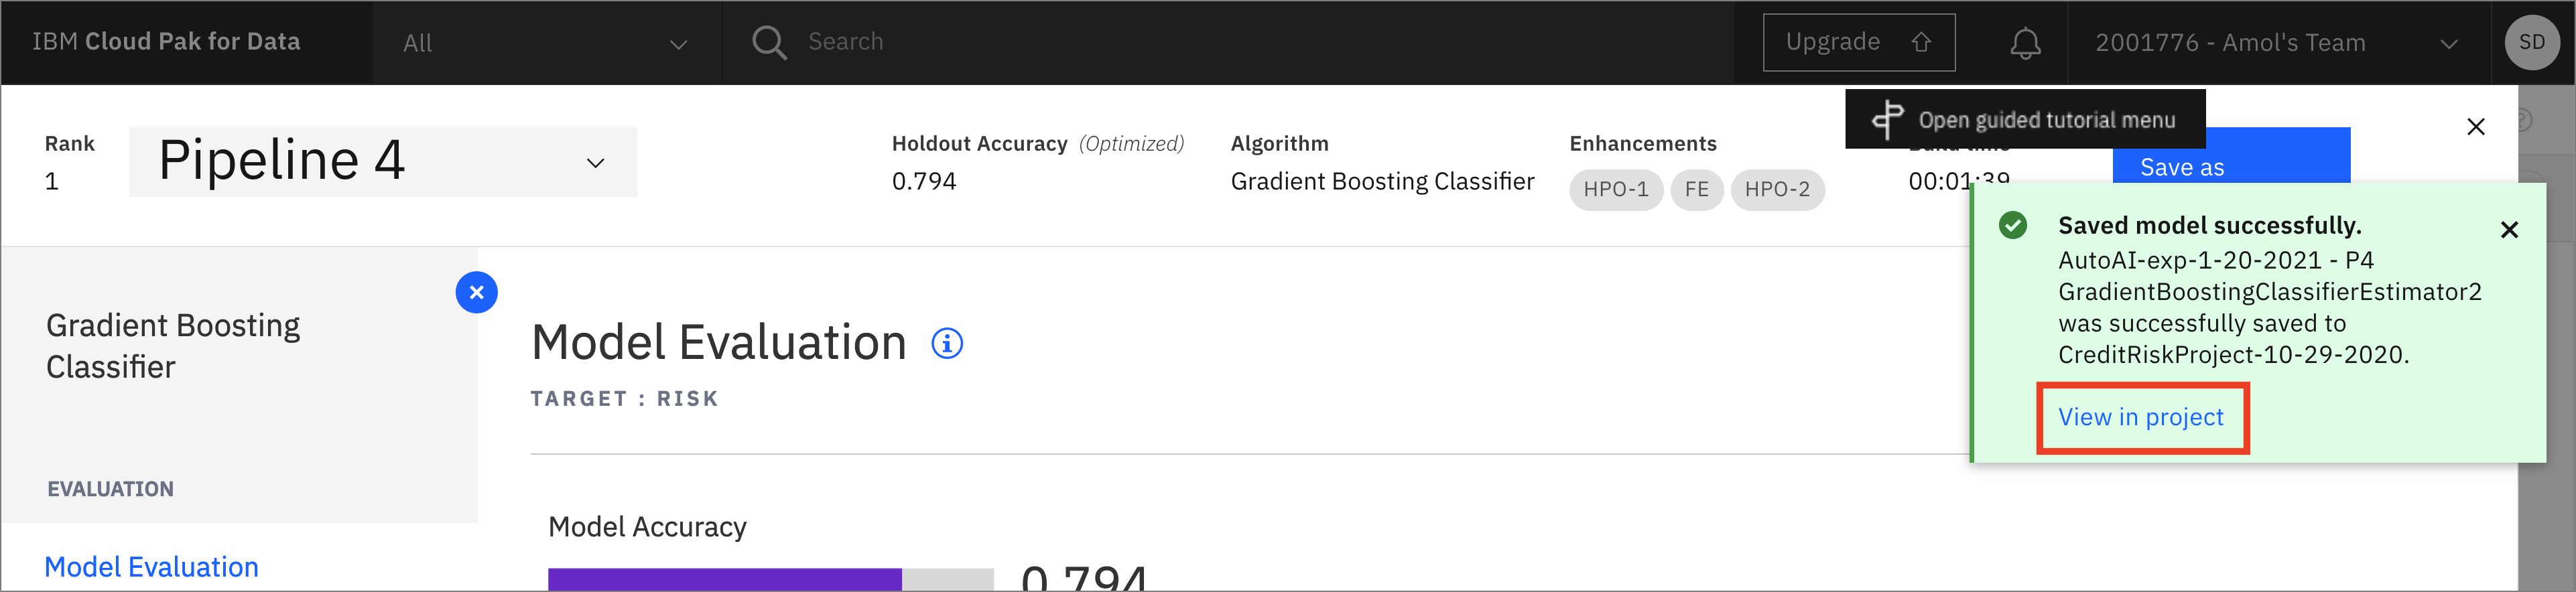 IBM Cloud Pak for Data
All
Search
Upgrade
2001776 - Amol's Team
SD
Open guided tutorial menu
Rank
1
Pipeline 4
Holdout Accuracy (Optimized)
0.794
Algorithm
Gradient Boosting Classifier
Enhancements
HPO-1 FE HPO-2
00:01:39
Save as
Saved model successfully.
AutoAI-exp-1-20-2021 - P4
GradientBoostingClassifierEstimator2
was successfully saved to
CreditRiskProject-10-29-2020.
View in project
Gradient Boosting
Classifier
EVALUATION
Model Evaluation
Model Evaluation
TARGET : RISK
Model Accuracy
0.794